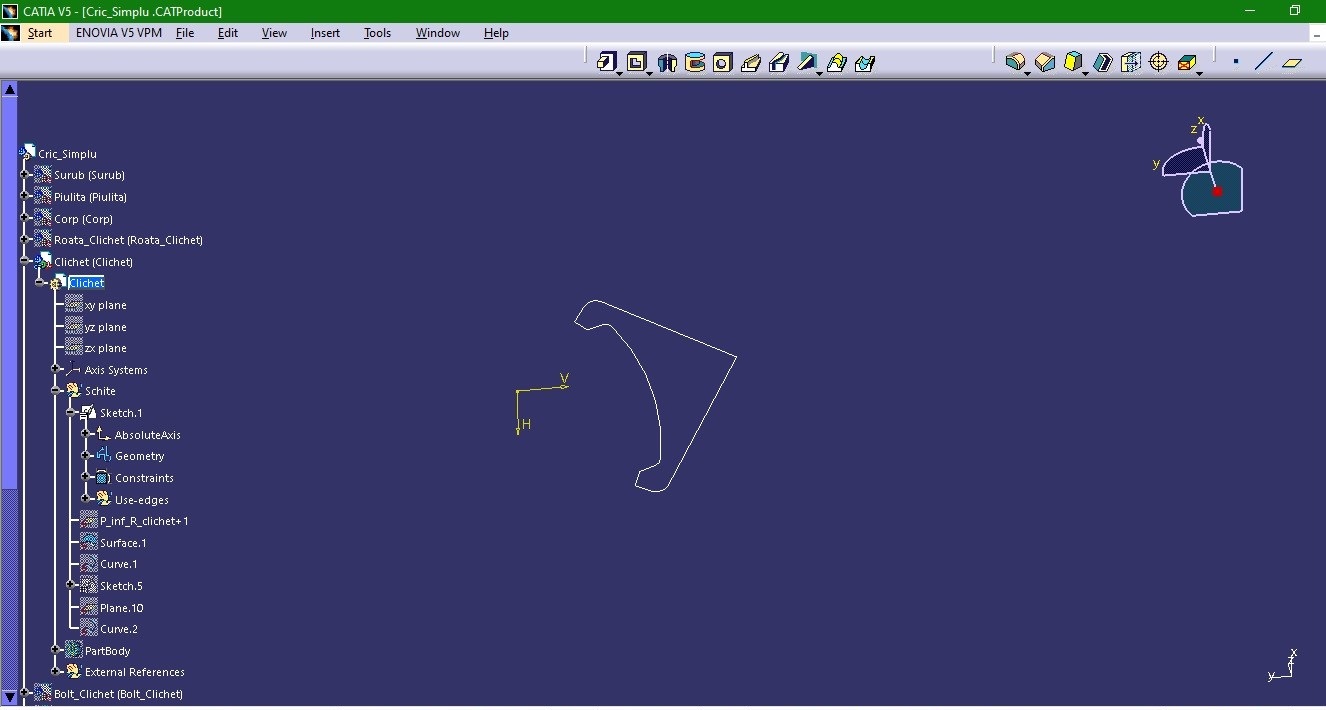 CATIA V5 - [Cric_Simplu .CATProduct]
Start ENOVIA V5 VPM File Edit View Insert Tools Window Help
Cric_Simplu
Surub (Surub)
Piulita (Piulita)
Corp (Corp)
Roata_Clichet (Roata_Clichet)
Clichet (Clichet)
Clichet
xy plane
yz plane
zx plane
Axis Systems
Schite
Sketch.1
AbsoluteAxis
Geometry
Constraints
Use-edges
P_inf_R_clichet+1
Surface.1
Curve.1
Sketch.5
Plane.10
Curve.2
PartBody
External References
Bolt_Clichet (Bolt_Clichet)
V
H
x
z
y
x
y